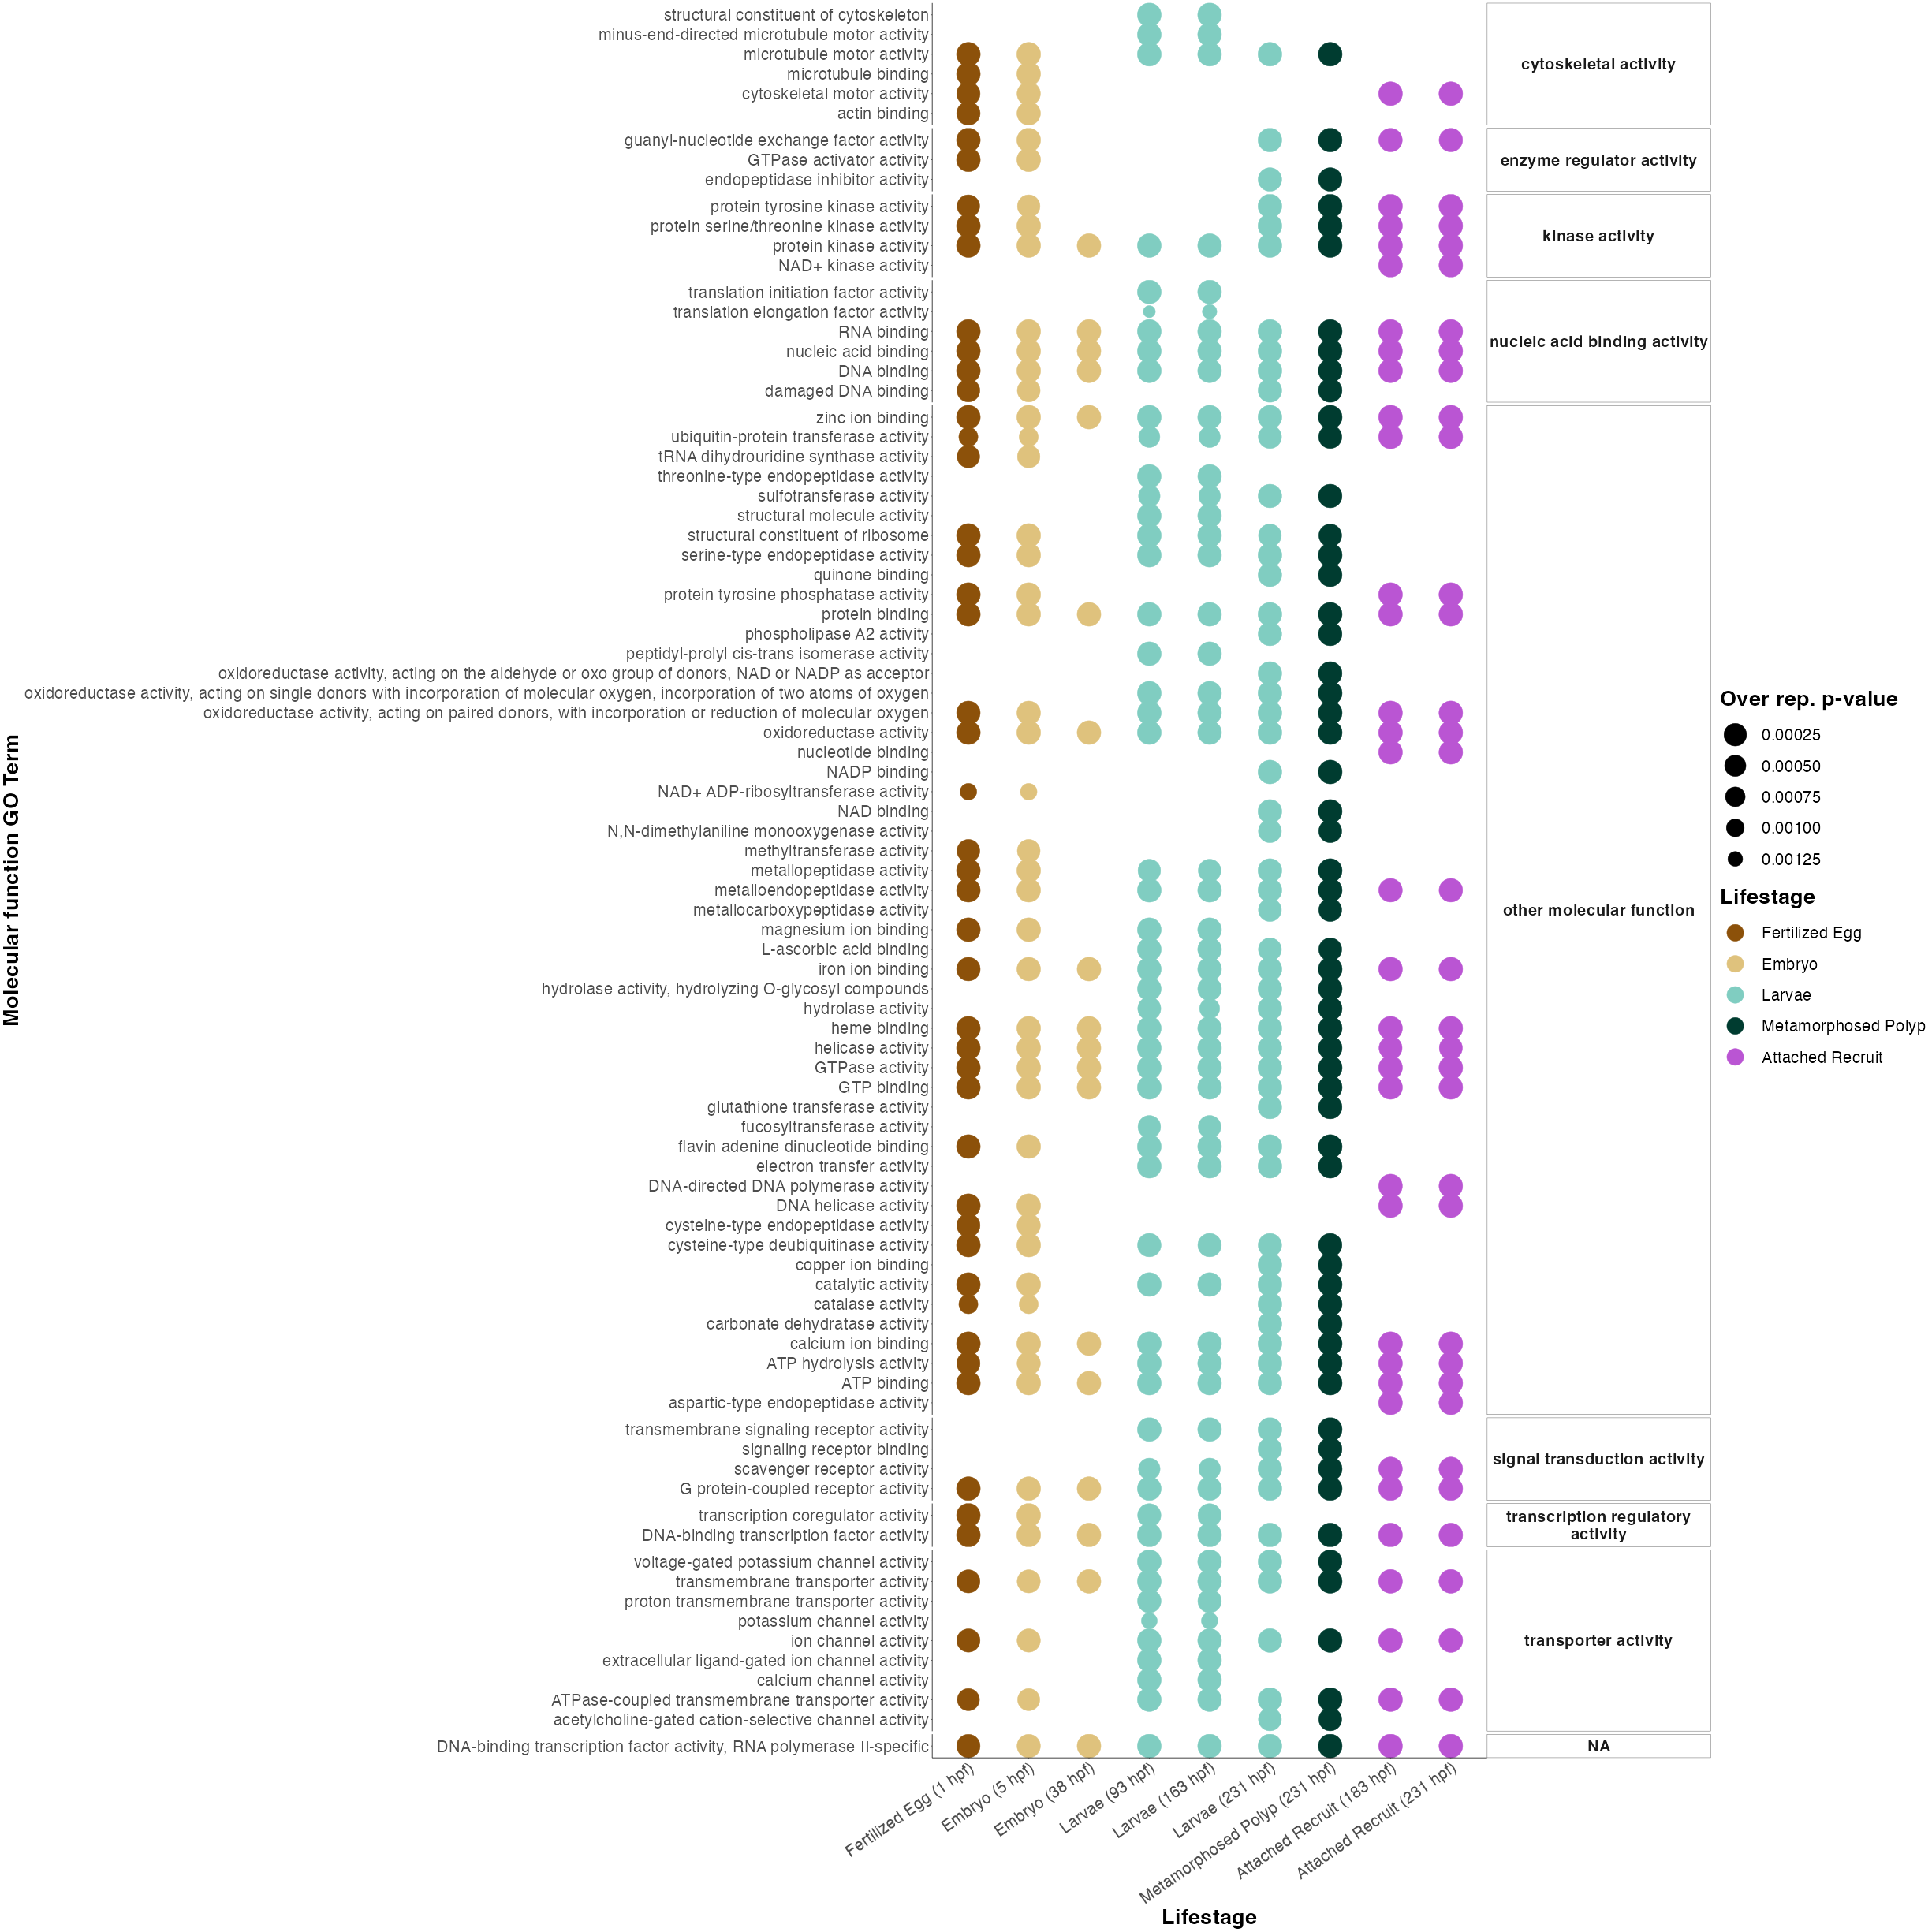 structural constituent of cytoskeleton
minus-end-directed microtubule motor activity
microtubule motor activity
microtubule binding
cytoskeletal motor activity
actin binding
cytoskeletal activity
guanyl-nucleotide exchange factor activity
GTPase activator activity
endopeptidase inhibitor activity
enzyme regulator activity
protein tyrosine kinase activity
protein serine/threonine kinase activity
protein kinase activity
NAD+ kinase activity
kinase activity
translation initiation factor activity
translation elongation factor activity
RNA binding
nucleic acid binding
DNA binding
damaged DNA binding
nucleic acid binding activity
zinc ion binding
ubiquitin-protein transferase activity
tRNA dihydrouridine synthase activity
threonine-type endopeptidase activity
sulfotransferase activity
structural molecule activity
structural constituent of ribosome
serine-type endopeptidase activity
quinone binding
protein tyrosine phosphatase activity
protein binding
phospholipase A2 activity
peptidyl-prolyl cis-trans isomerase activity
oxidoreductase activity, acting on the aldehyde or oxo group of donors, NAD or NADP as acceptor
oxidoreductase activity, acting on single donors with incorporation of molecular oxygen, incorporation of two atoms of oxygen
oxidoreductase activity, acting on paired donors, with incorporation or reduction of molecular oxygen
oxidoreductase activity
nucleotide binding
NADP binding
NAD+ ADP-ribosyltransferase activity
NAD binding
N,N-dimethylaniline monooxygenase activity
methyltransferase activity
metallopeptidase activity
metalloendopeptidase activity
metallocarboxypeptidase activity
magnesium ion binding
L-ascorbic acid binding
iron ion binding
hydrolase activity, hydrolyzing O-glycosyl compounds
hydrolase activity
heme binding
helicase activity
GTPase activity
GTP binding
glutathione transferase activity
fucosyltransferase activity
flavin adenine dinucleotide binding
electron transfer activity
DNA-directed DNA polymerase activity
DNA helicase activity
cysteine-type endopeptidase activity
cysteine-type deubiquitinase activity
copper ion binding
catalytic activity
catalase activity
carbonate dehydratase activity
calcium ion binding
ATP hydrolysis activity
ATP binding
aspartic-type endopeptidase activity
other molecular function
transmembrane signaling receptor activity
signaling receptor binding
scavenger receptor activity
G protein-coupled receptor activity
signal transduction activity
transcription coregulator activity
DNA-binding transcription factor activity
transcription regulatory
activity
voltage-gated potassium channel activity
transmembrane transporter activity
proton transmembrane transporter activity
potassium channel activity
ion channel activity
extracellular ligand-gated ion channel activity
calcium channel activity
ATPase-coupled transmembrane transporter activity
acetylcholine-gated cation-selective channel activity
transporter activity
DNA-binding transcription factor activity, RNA polymerase II-specific
NA
Molecular function GO Term
Fertilized Egg (1 hpf)
Embryo (5 hpf)
Embryo (38 hpf)
Larvae (93 hpf)
Larvae (163 hpf)
Larvae (231 hpf)
Metamorphosed Polyp (231 hpf)
Attached Recruit (183 hpf)
Attached Recruit (231 hpf)
Lifestage
Over rep. p-value
0.00025
0.00050
0.00075
0.00100
0.00125
Lifestage
Fertilized Egg
Embryo
Larvae
Metamorphosed Polyp
Attached Recruit